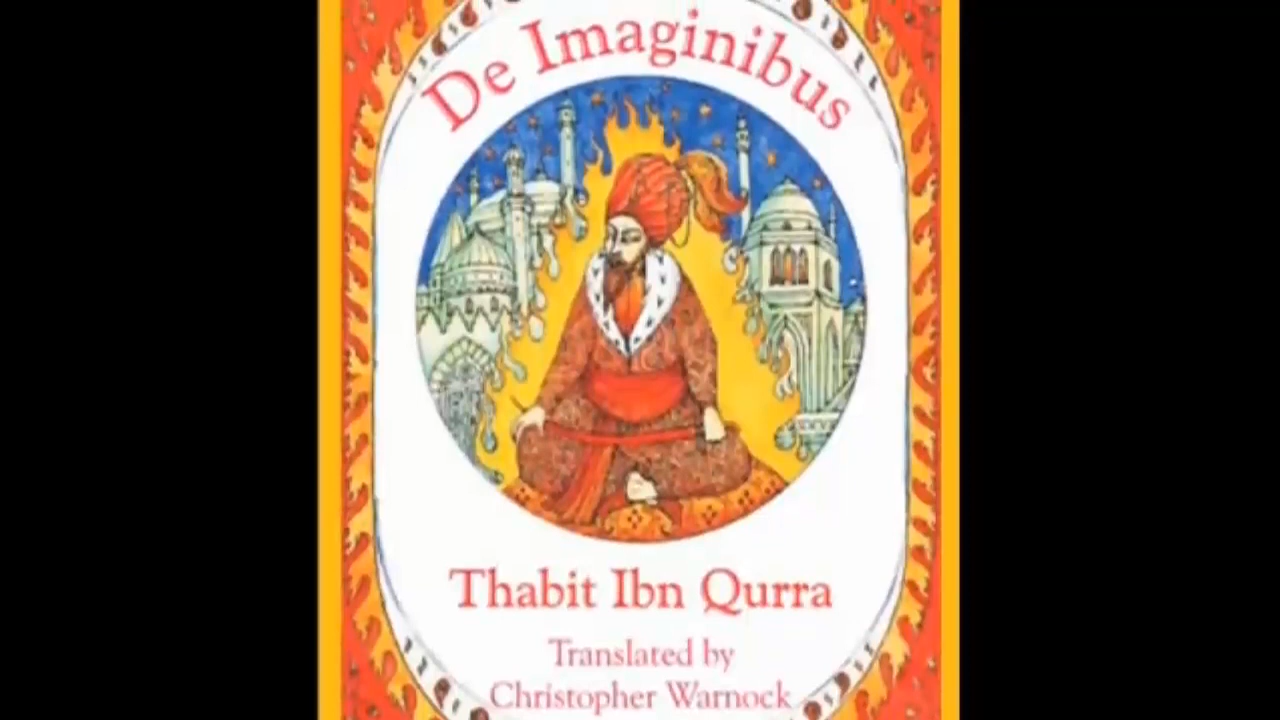 De Imaginibus
Thabit Ibn Qurra
Translated by
Christopher Warnock